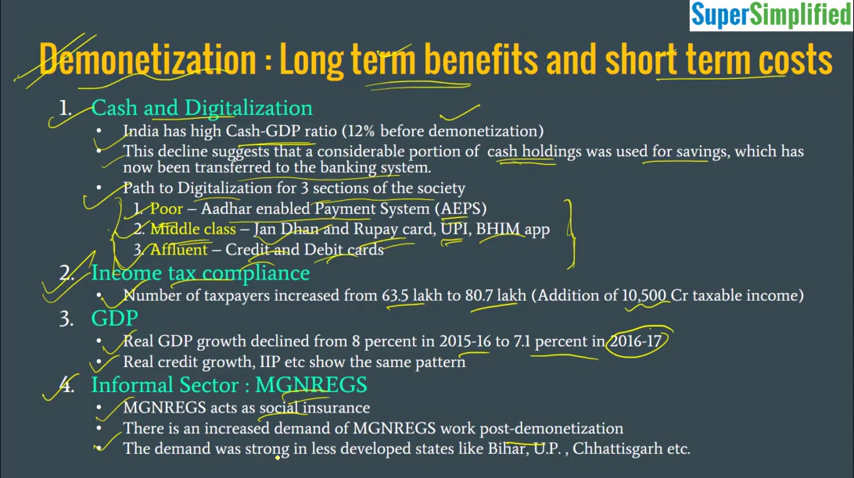 SuperSimplified
Demonetization : Long term benefits and short term costs
1. Cash and Digitalization
• India has high Cash-GDP ratio (12% before demonetization)
• This decline suggests that a considerable portion of cash holdings was used for savings, which has
now been transferred to the banking system.
• Path to Digitalization for 3 sections of the society
1. Poor – Aadhar enabled Payment System (AEPS)
2. Middle class – Jan Dhan and Rupay card, UPI, BHIM app
3. Affluent – Credit and Debit cards
2. Income tax compliance
• Number of taxpayers increased from 63.5 lakh to 80.7 lakh (Addition of 10,500 Cr taxable income)
3. GDP
• Real GDP growth declined from 8 percent in 2015-16 to 7.1 percent in 2016-17
• Real credit growth, IIP etc show the same pattern
4. Informal Sector : MGNREGS
• MGNREGS acts as social insurance
• There is an increased demand of MGNREGS work post-demonetization
• The demand was strong in less developed states like Bihar, U.P. , Chhattisgarh etc.